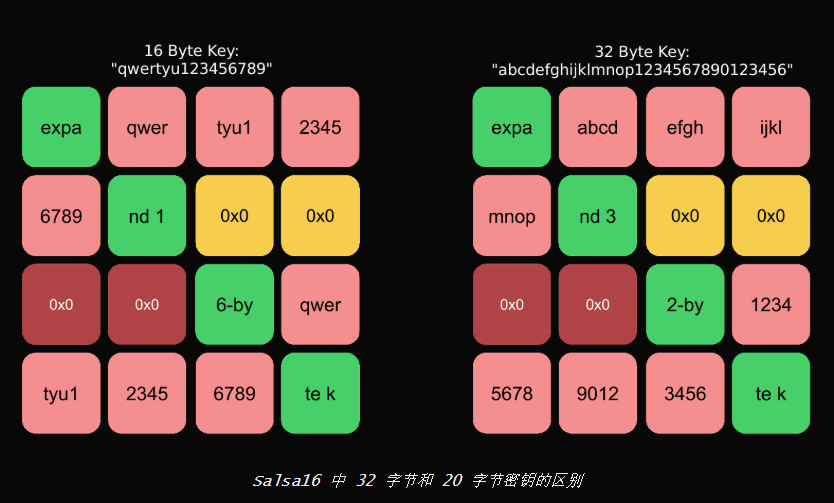 16 Byte Key:
"qwertyu123456789"
expa qwer tyu1 2345
6789 nd 1 0x0 0x0
0x0 0x0 6-by qwer
tyu1 2345 6789 te k
32 Byte Key:
"abcdefghijklmnop1234567890123456"
expa abcd efgh ijkl
mnop nd 3 0x0 0x0
0x0 0x0 2-by 1234
5678 9012 3456 te k
Salsa16 中 32 字节和 20 字节密钥的区别